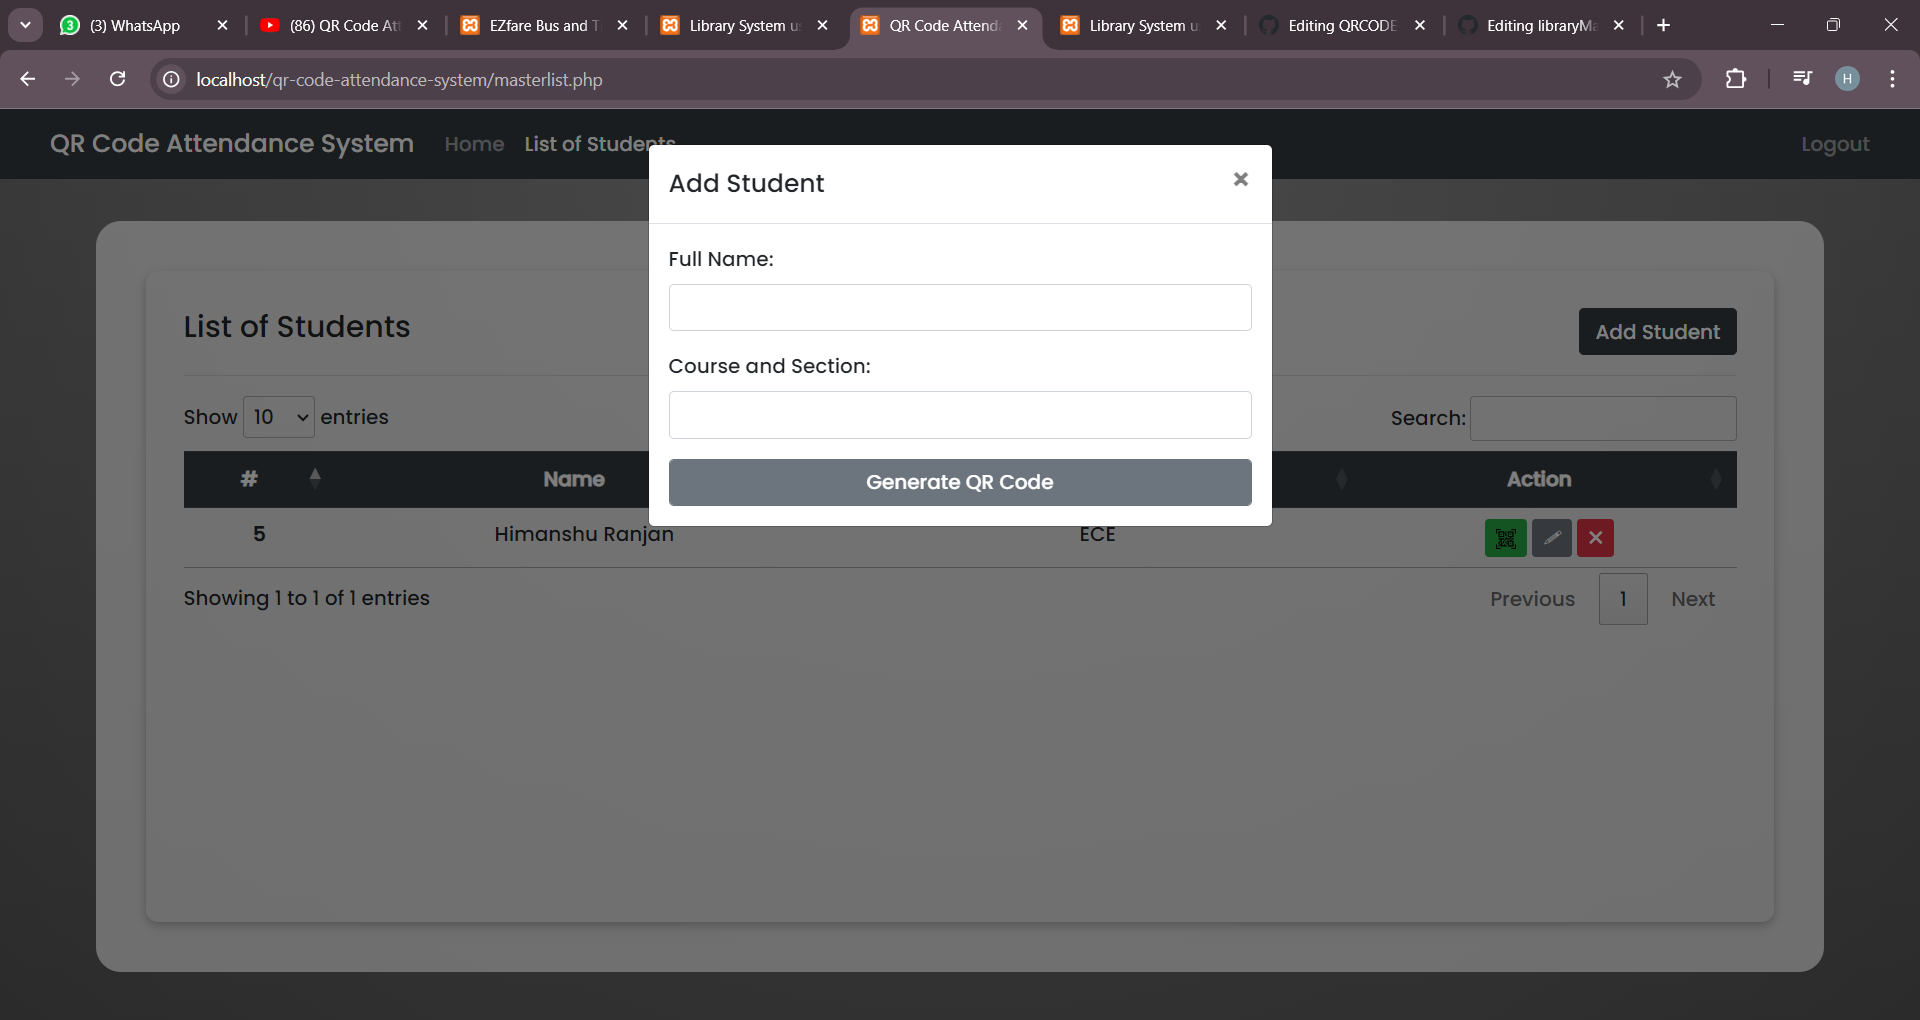 3 (3) WhatsApp
(86) QR Code Att
EZfare Bus and T
Library System u
QR Code Attend
Library System u
Editing QRCODE
Editing libraryMa
localhost/qr-code-attendance-system/masterlist.php
H
QR Code Attendance System Home List of Students Logout
Add Student
Full Name:
Course and Section:
Generate QR Code
List of Students
Add Student
Show 10 entries
Search:
# Name Action
5 Himanshu Ranjan ECE
Showing 1 to 1 of 1 entries
Previous 1 Next